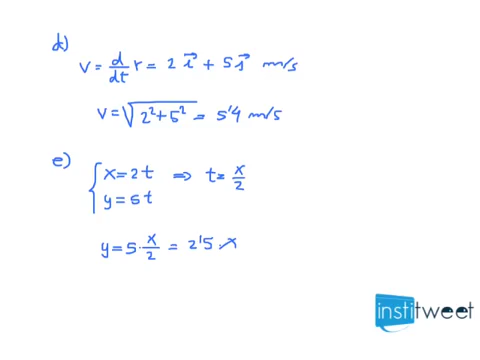 d)
v = d/dt r = 2 i⃗ + 5 j⃗ m/s
v = √(2² + 5²) = 5'4 m/s
e)
x = 2t ⇒ t = x/2
y = 5t
y = 5 · x/2 = 2'5 · x
institweet